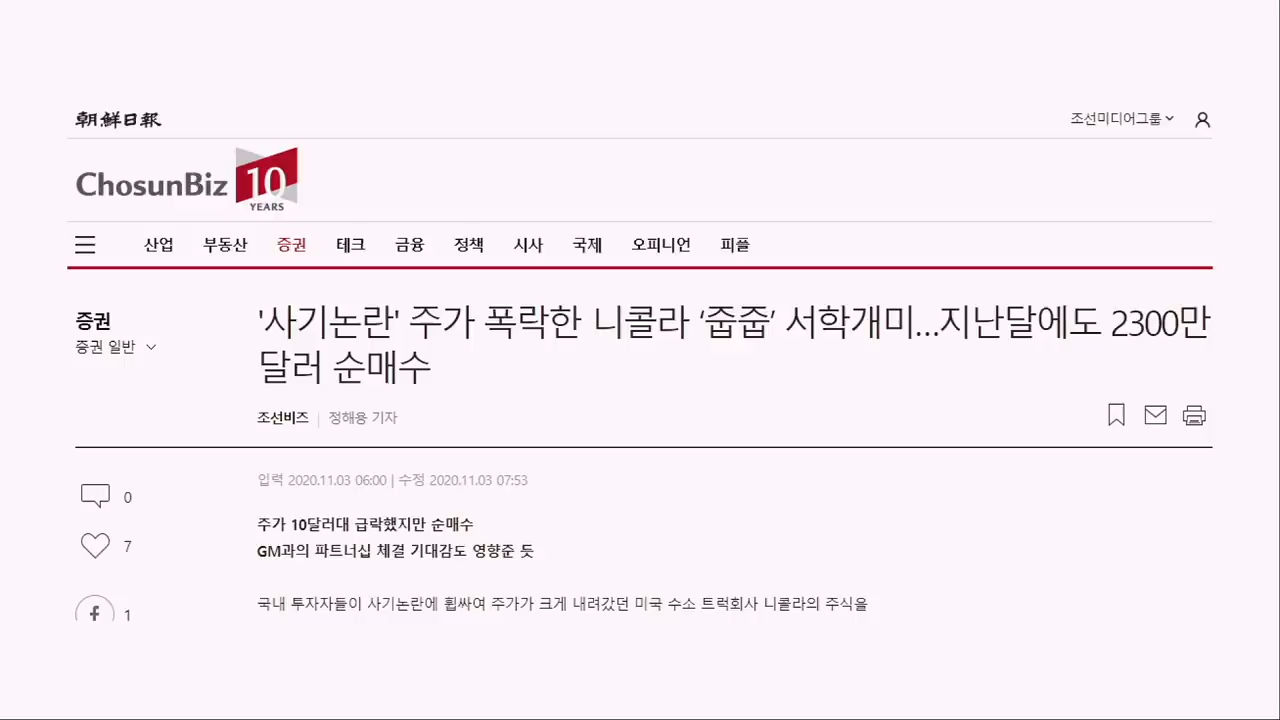 朝鮮日報
조선미디어그룹
ChosunBiz 10
YEARS
산업 부동산 증권 테크 금융 정책 시사 국제 오피니언 피플
증권
증권 일반
'사기논란' 주가 폭락한 니콜라 ‘줍줍’ 서학개미...지난달에도 2300만
달러 순매수
조선비즈 | 정해용 기자
입력 2020.11.03 06:00 | 수정 2020.11.03 07:53
0
주가 10달러대 급락했지만 순매수
GM과의 파트너십 체결 기대감도 영향준 듯
7
국내 투자자들이 사기논란에 휩싸여 주가가 크게 내려갔던 미국 수소 트럭회사 니콜라의 주식을
f 1